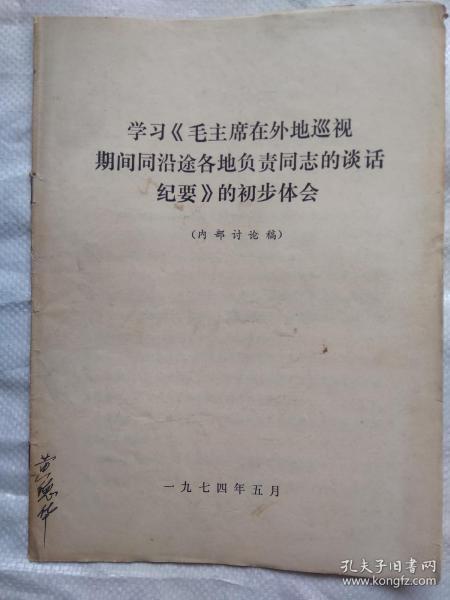 学习《毛主席在外地巡视
期间同沿途各地负责同志的谈话
纪要》的初步体会
（内部讨论稿）
一九七四年五月
孔夫子旧书网
www.kongfz.com